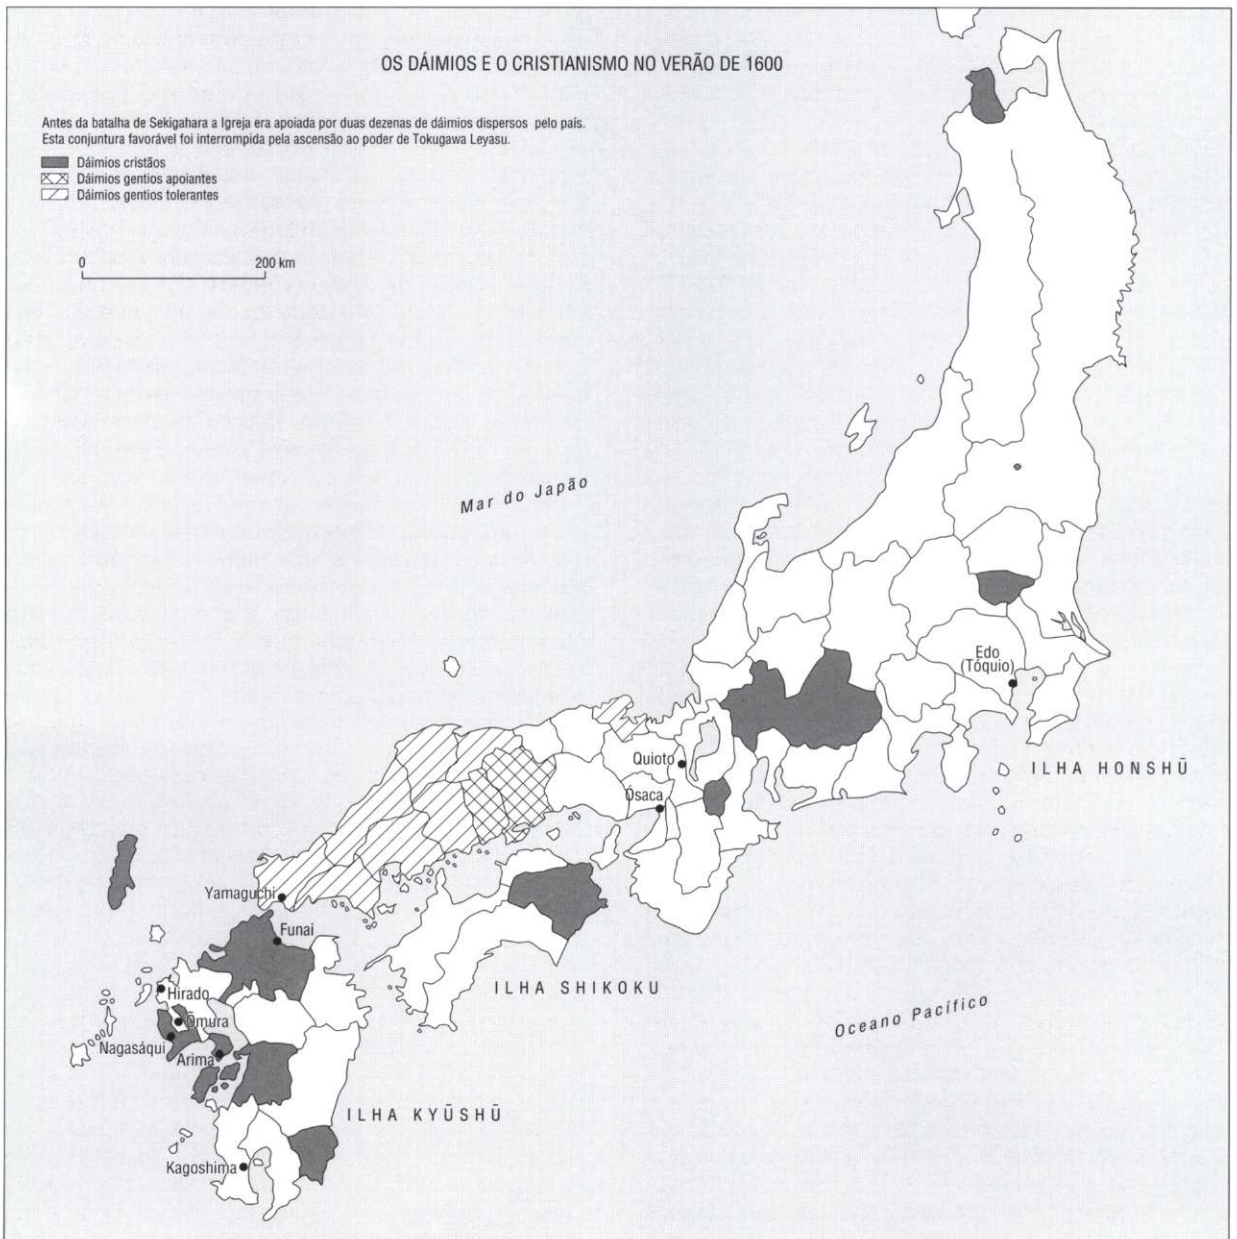 OS DÁIMIOS E O CRISTIANISMO NO VERÃO DE 1600
Antes da batalha de Sekigahara a Igreja era apoiada por duas dezenas de dáimios dispersos pelo país.
Esta conjuntura favorável foi interrompida pela ascensão ao poder de Tokugawa Leyasu.
Dáimios cristãos
Dáimios gentios apoiantes
Dáimios gentios tolerantes
0 200 km
Mar do Japão
Edo
(Tóquio)
Quioto
ILHA HONSHŪ
Ósaca
Yamaguchi
Funai
ILHA SHIKOKU
Hirado
Oceano Pacífico
Ōmura
Nagasáqui
Arima
ILHA KYŪSHŪ
Kagoshima